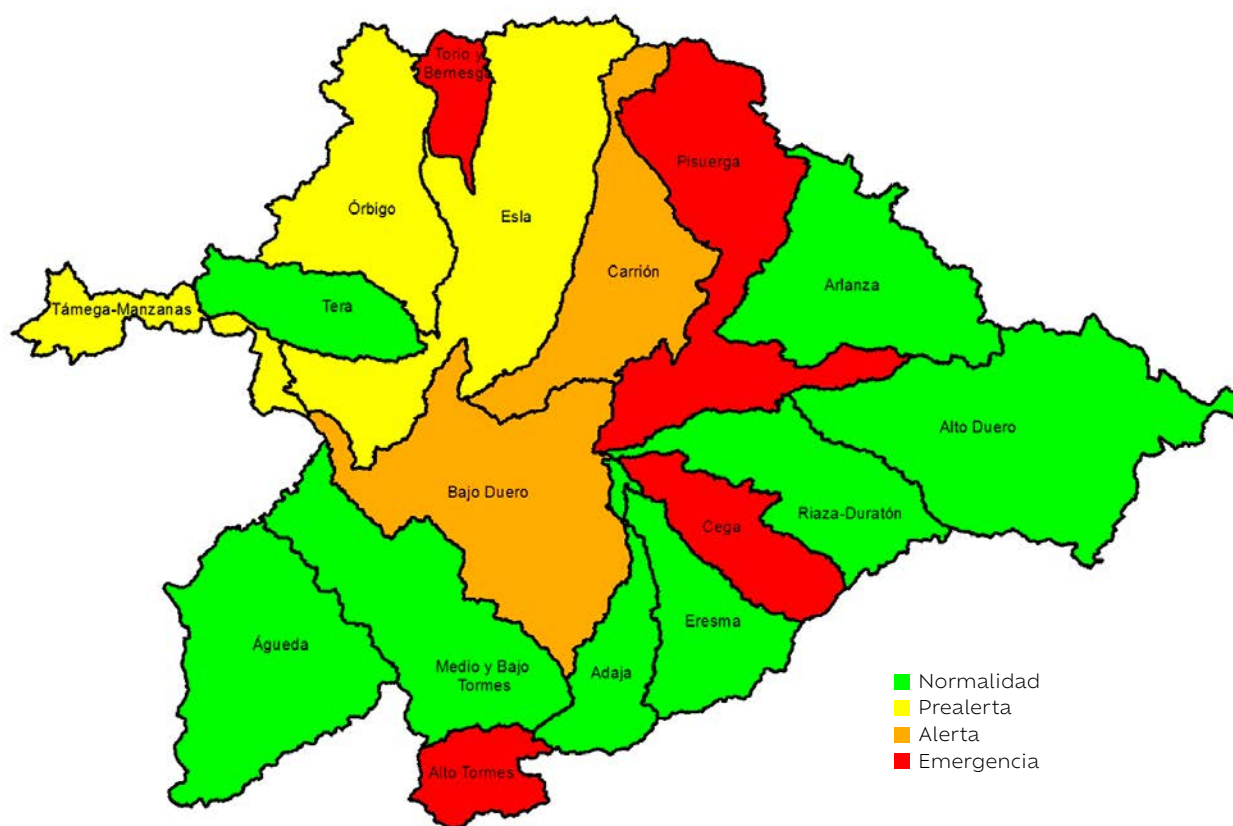 Torío y
Bernesga
Pisuerga
Órbigo
Esla
Carrión
Arlanza
Támega-Manzanas
Tera
Alto Duero
Bajo Duero
Riaza-Duratón
Cega
Eresma
Águeda
Medio y Bajo
Tormes
Adaja
Alto Tormes
Normalidad
Prealerta
Alerta
Emergencia